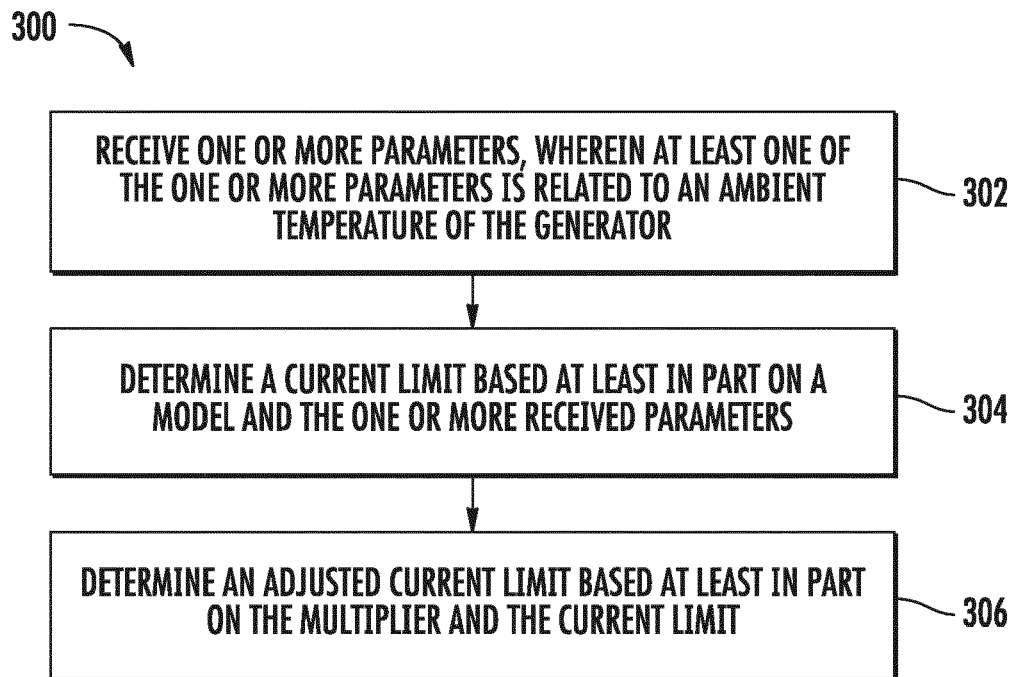 300
RECEIVE ONE OR MORE PARAMETERS, WHEREIN AT LEAST ONE OF
THE ONE OR MORE PARAMETERS IS RELATED TO AN AMBIENT
TEMPERATURE OF THE GENERATOR
302
DETERMINE A CURRENT LIMIT BASED AT LEAST IN PART ON A
MODEL AND THE ONE OR MORE RECEIVED PARAMETERS
304
DETERMINE AN ADJUSTED CURRENT LIMIT BASED AT LEAST IN PART
ON THE MULTIPLIER AND THE CURRENT LIMIT
306